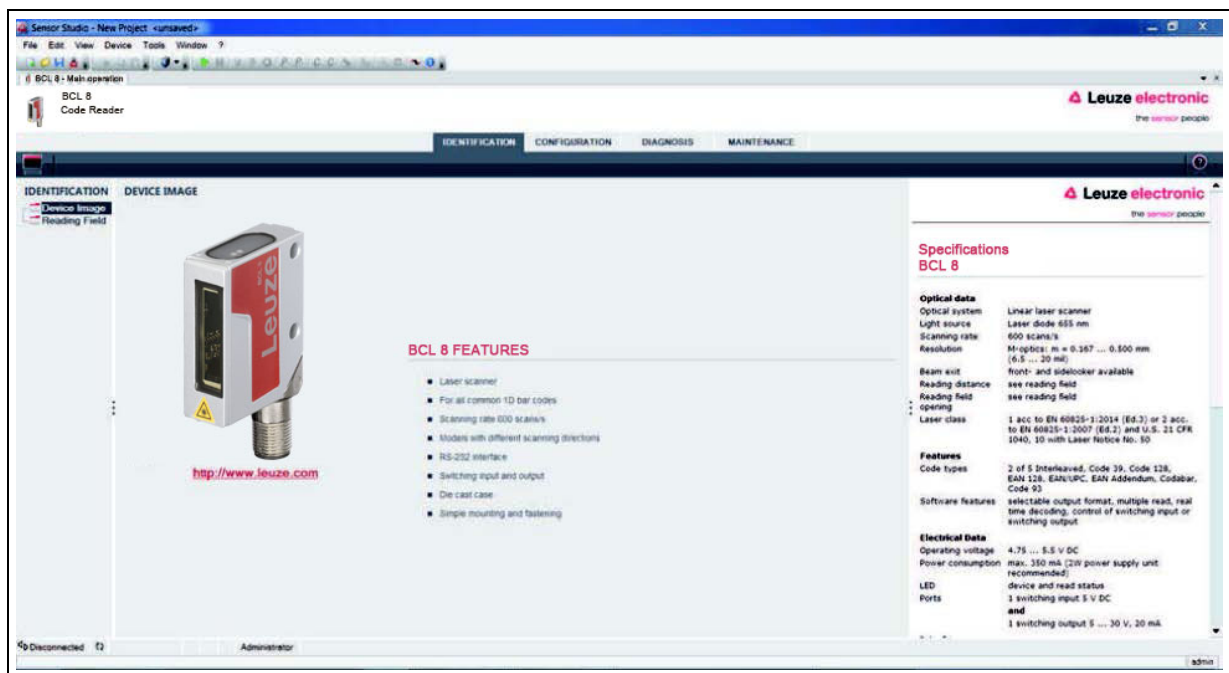 Sensor Studio - New Project <unsaved>
File Edit View Device Tools Window ?
BCL 8 - Main operation
BCL 8
Code Reader
Leuze electronic
the sensor people
IDENTIFICATION CONFIGURATION DIAGNOSIS MAINTENANCE
IDENTIFICATION
Device Image
Reading Field
DEVICE IMAGE
BCL 8
Leuze
http://www.leuze.com
BCL 8 FEATURES
Laser scanner
For all common 1D bar codes
Scanning rate 600 scans/s
Models with different scanning directions
RS-232 interface
Switching input and output
Die cast case
Simple mounting and fastening
Leuze electronic
the sensor people
Specifications
BCL 8
Optical data
Optical system Linear laser scanner
Light source Laser diode 655 nm
Scanning rate 600 scans/s
Resolution M-optics: m = 0.167 ... 0.500 mm
(6.5 ... 20 mil)
Beam exit front- and sidelooker available
Reading distance see reading field
Reading field see reading field
opening
Laser class 1 acc to EN 60825-1:2014 (Ed.3) or 2 acc.
to EN 60825-1:2007 (Ed.2) and U.S. 21 CFR
1040, 10 with Laser Notice No. 50
Features
Code types 2 of 5 Interleaved, Code 39, Code 128,
EAN 128, EAN/UPC, EAN Addendum, Codabar,
Code 93
Software features selectable output format, multiple read, real
time decoding, control of switching input or
switching output
Electrical Data
Operating voltage 4.75 ... 5.5 V DC
Power consumption max. 350 mA (2W power supply unit
recommended)
LED device and read status
Ports 1 switching input 5 V DC
and
1 switching output 5 ... 30 V, 20 mA
Disconnected Administrator
admin